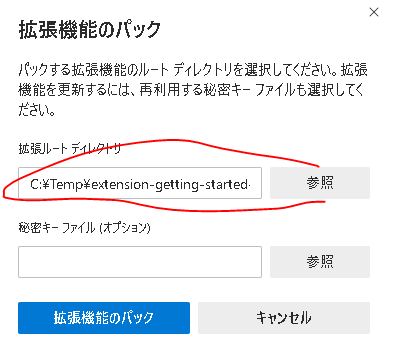 拡張機能のパック
パックする拡張機能のルート ディレクトリを選択してください。拡張
機能を更新するには、再利用する秘密キー ファイルも選択してく
ださい。
拡張ルート ディレクトリ
C:¥Temp¥extension-getting-started-
参照
秘密キー ファイル (オプション)
参照
拡張機能のパック
キャンセル